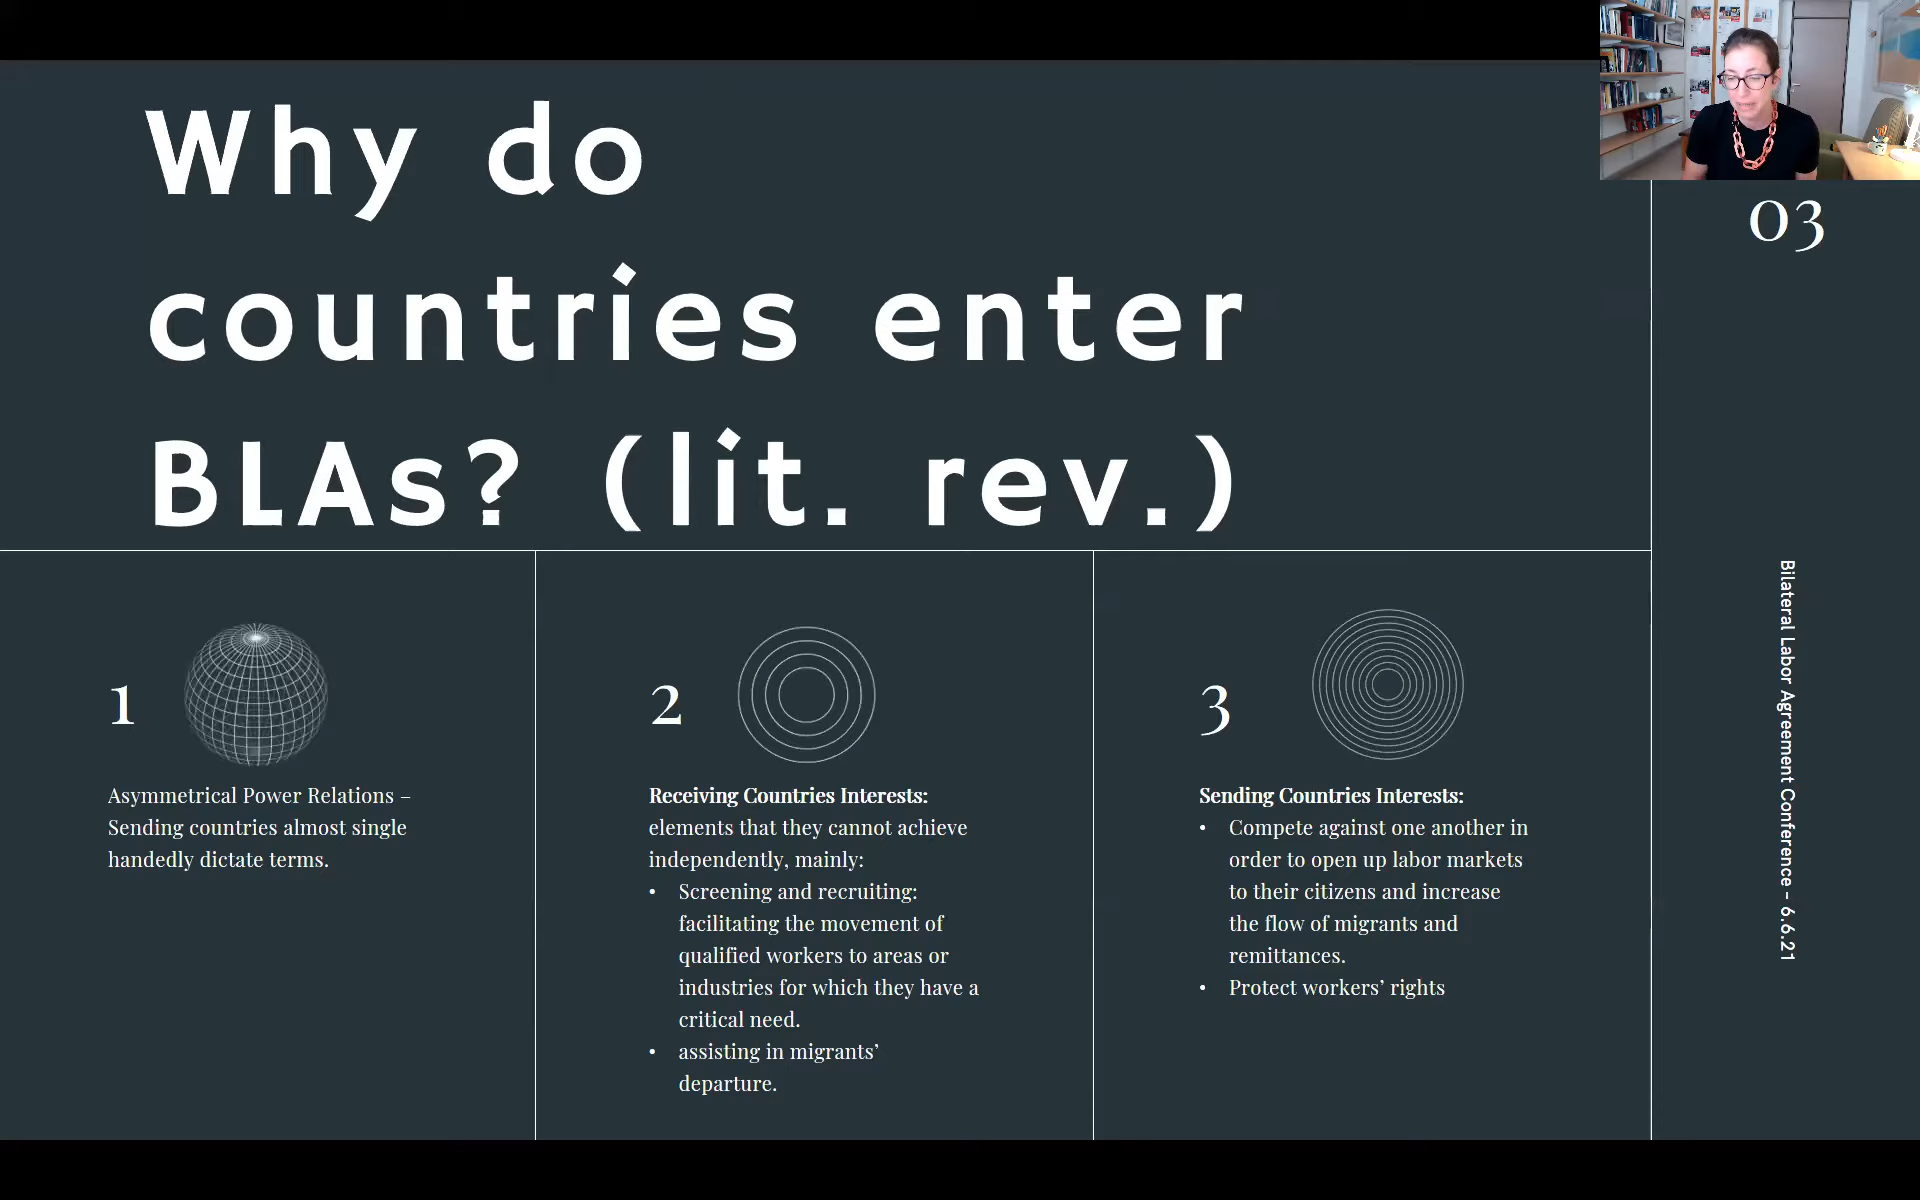 Why do
countries enter
BLAs? (lit. rev.)
03
1
Asymmetrical Power Relations –
Sending countries almost single
handedly dictate terms.
2
Receiving Countries Interests:
elements that they cannot achieve
independently, mainly:
• Screening and recruiting:
facilitating the movement of
qualified workers to areas or
industries for which they have a
critical need.
• assisting in migrants’
departure.
3
Sending Countries Interests:
• Compete against one another in
order to open up labor markets
to their citizens and increase
the flow of migrants and
remittances.
• Protect workers’ rights
Bilateral Labor Agreement Conference - 6.6.21